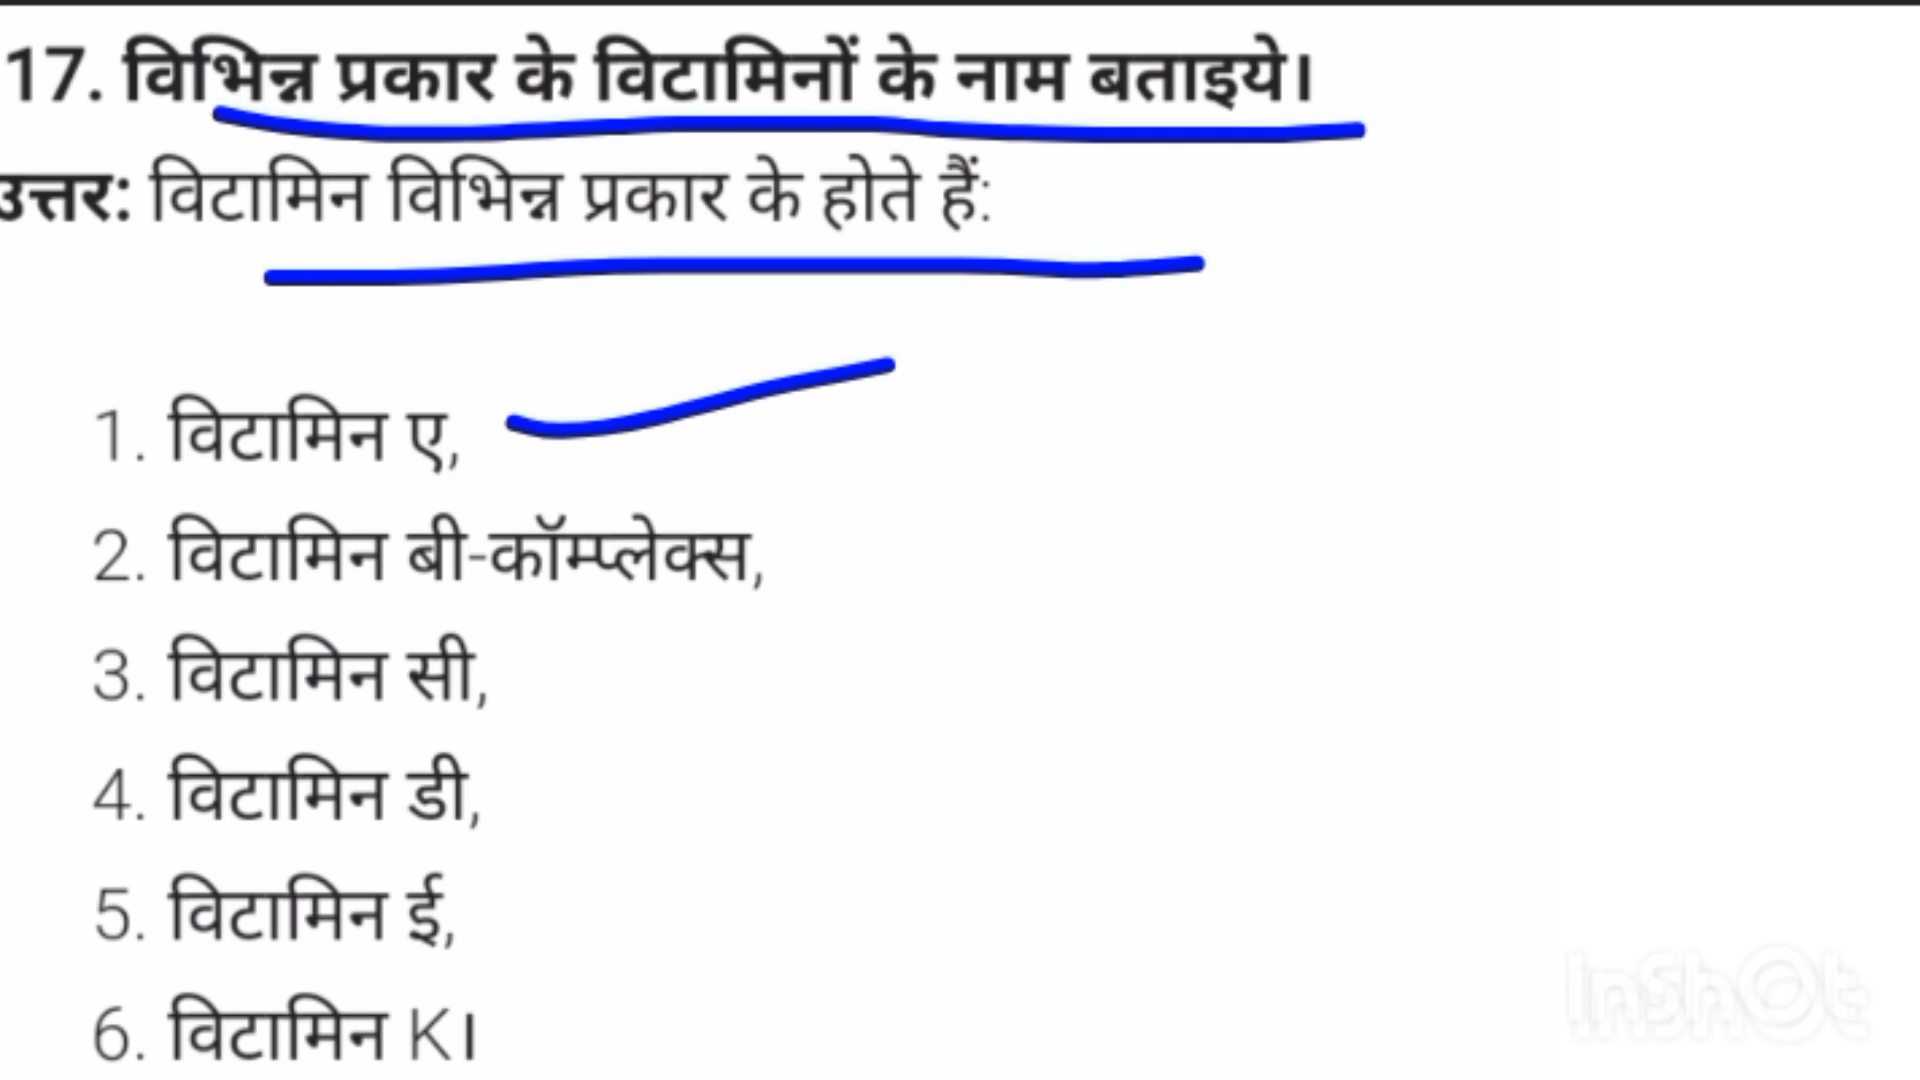 17. विभिन्न प्रकार के विटामिनों के नाम बताइये।
उत्तर: विटामिन विभिन्न प्रकार के होते हैं:
1. विटामिन ए,
2. विटामिन बी-कॉम्प्लेक्स,
3. विटामिन सी,
4. विटामिन डी,
5. विटामिन ई,
6. विटामिन K।
InShOt